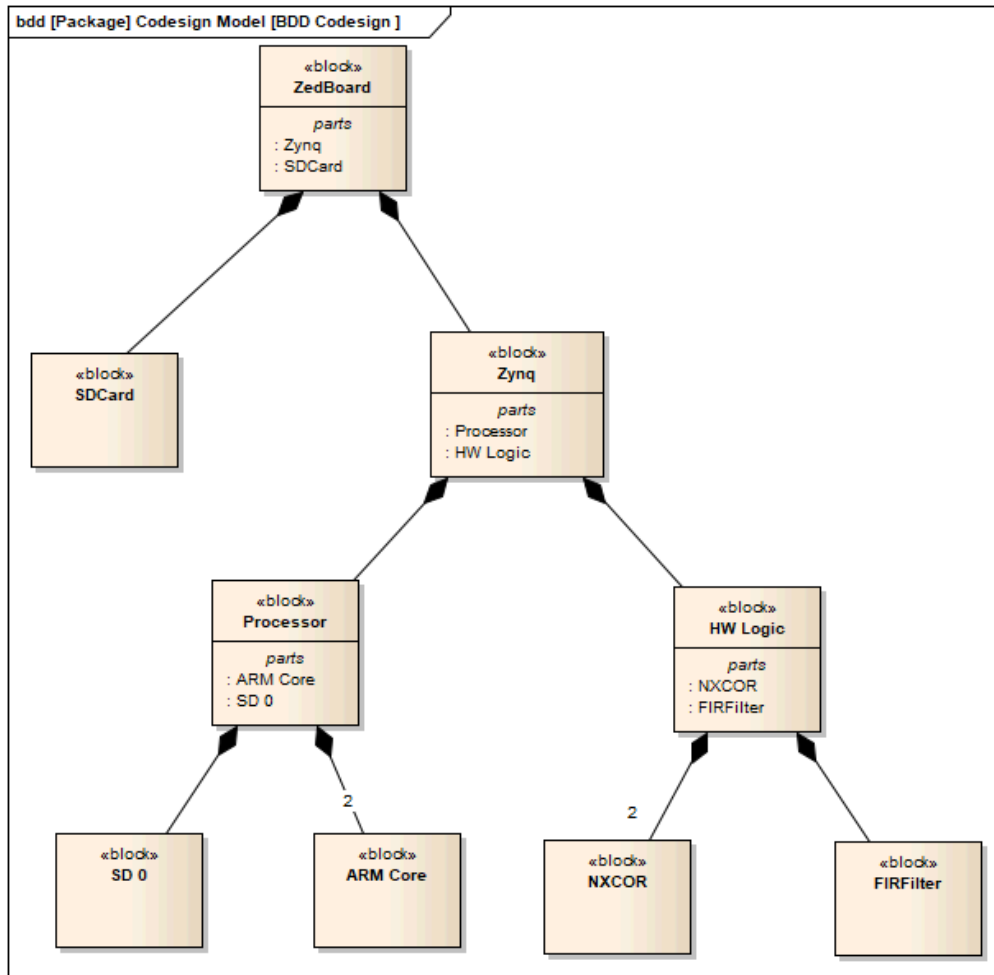 bdd [Package] Codesign Model [BDD Codesign ]
«block»
ZedBoard
parts
: Zynq
: SDCard
«block»
SDCard
«block»
Zynq
parts
: Processor
: HW Logic
«block»
Processor
parts
: ARM Core
: SD 0
«block»
HW Logic
parts
: NXCOR
: FIRFilter
2
2
«block»
SD 0
«block»
ARM Core
«block»
NXCOR
«block»
FIRFilter